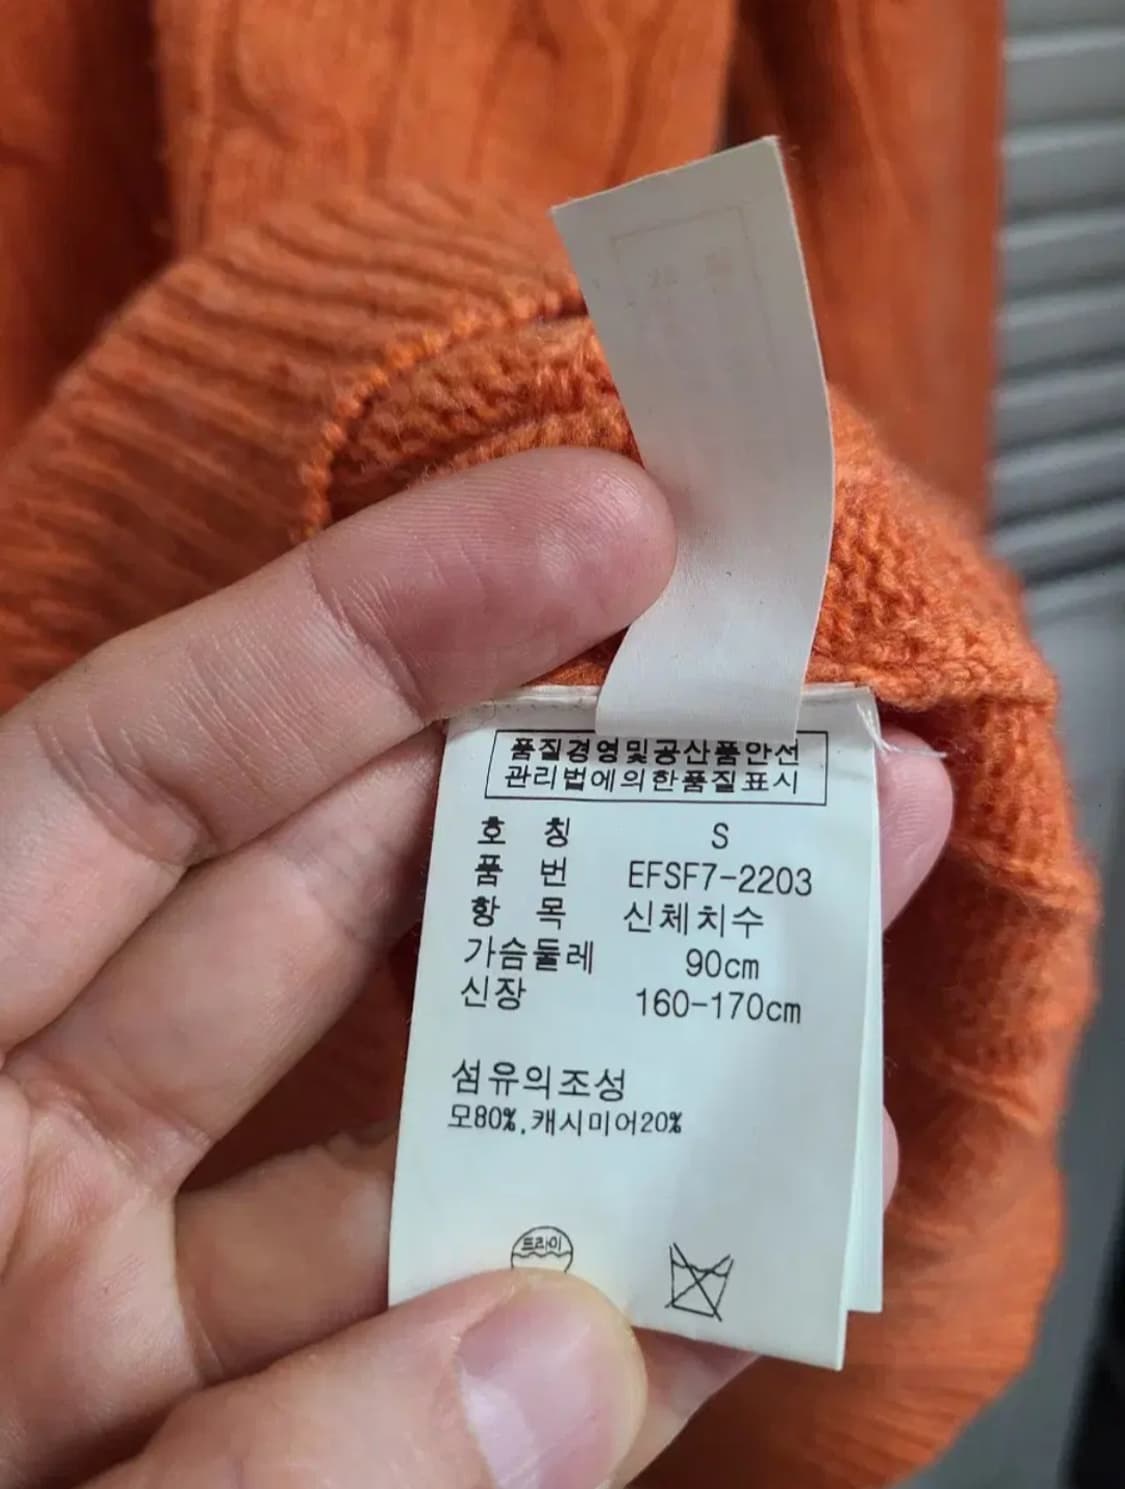 품질경영및공산품안전
관리법에의한품질표시
호 칭 S
품 번 EFSF7-2203
항 목 신체치수
가슴둘레 90cm
신장 160-170cm
섬유의조성
모80%,캐시미어20%
드라이